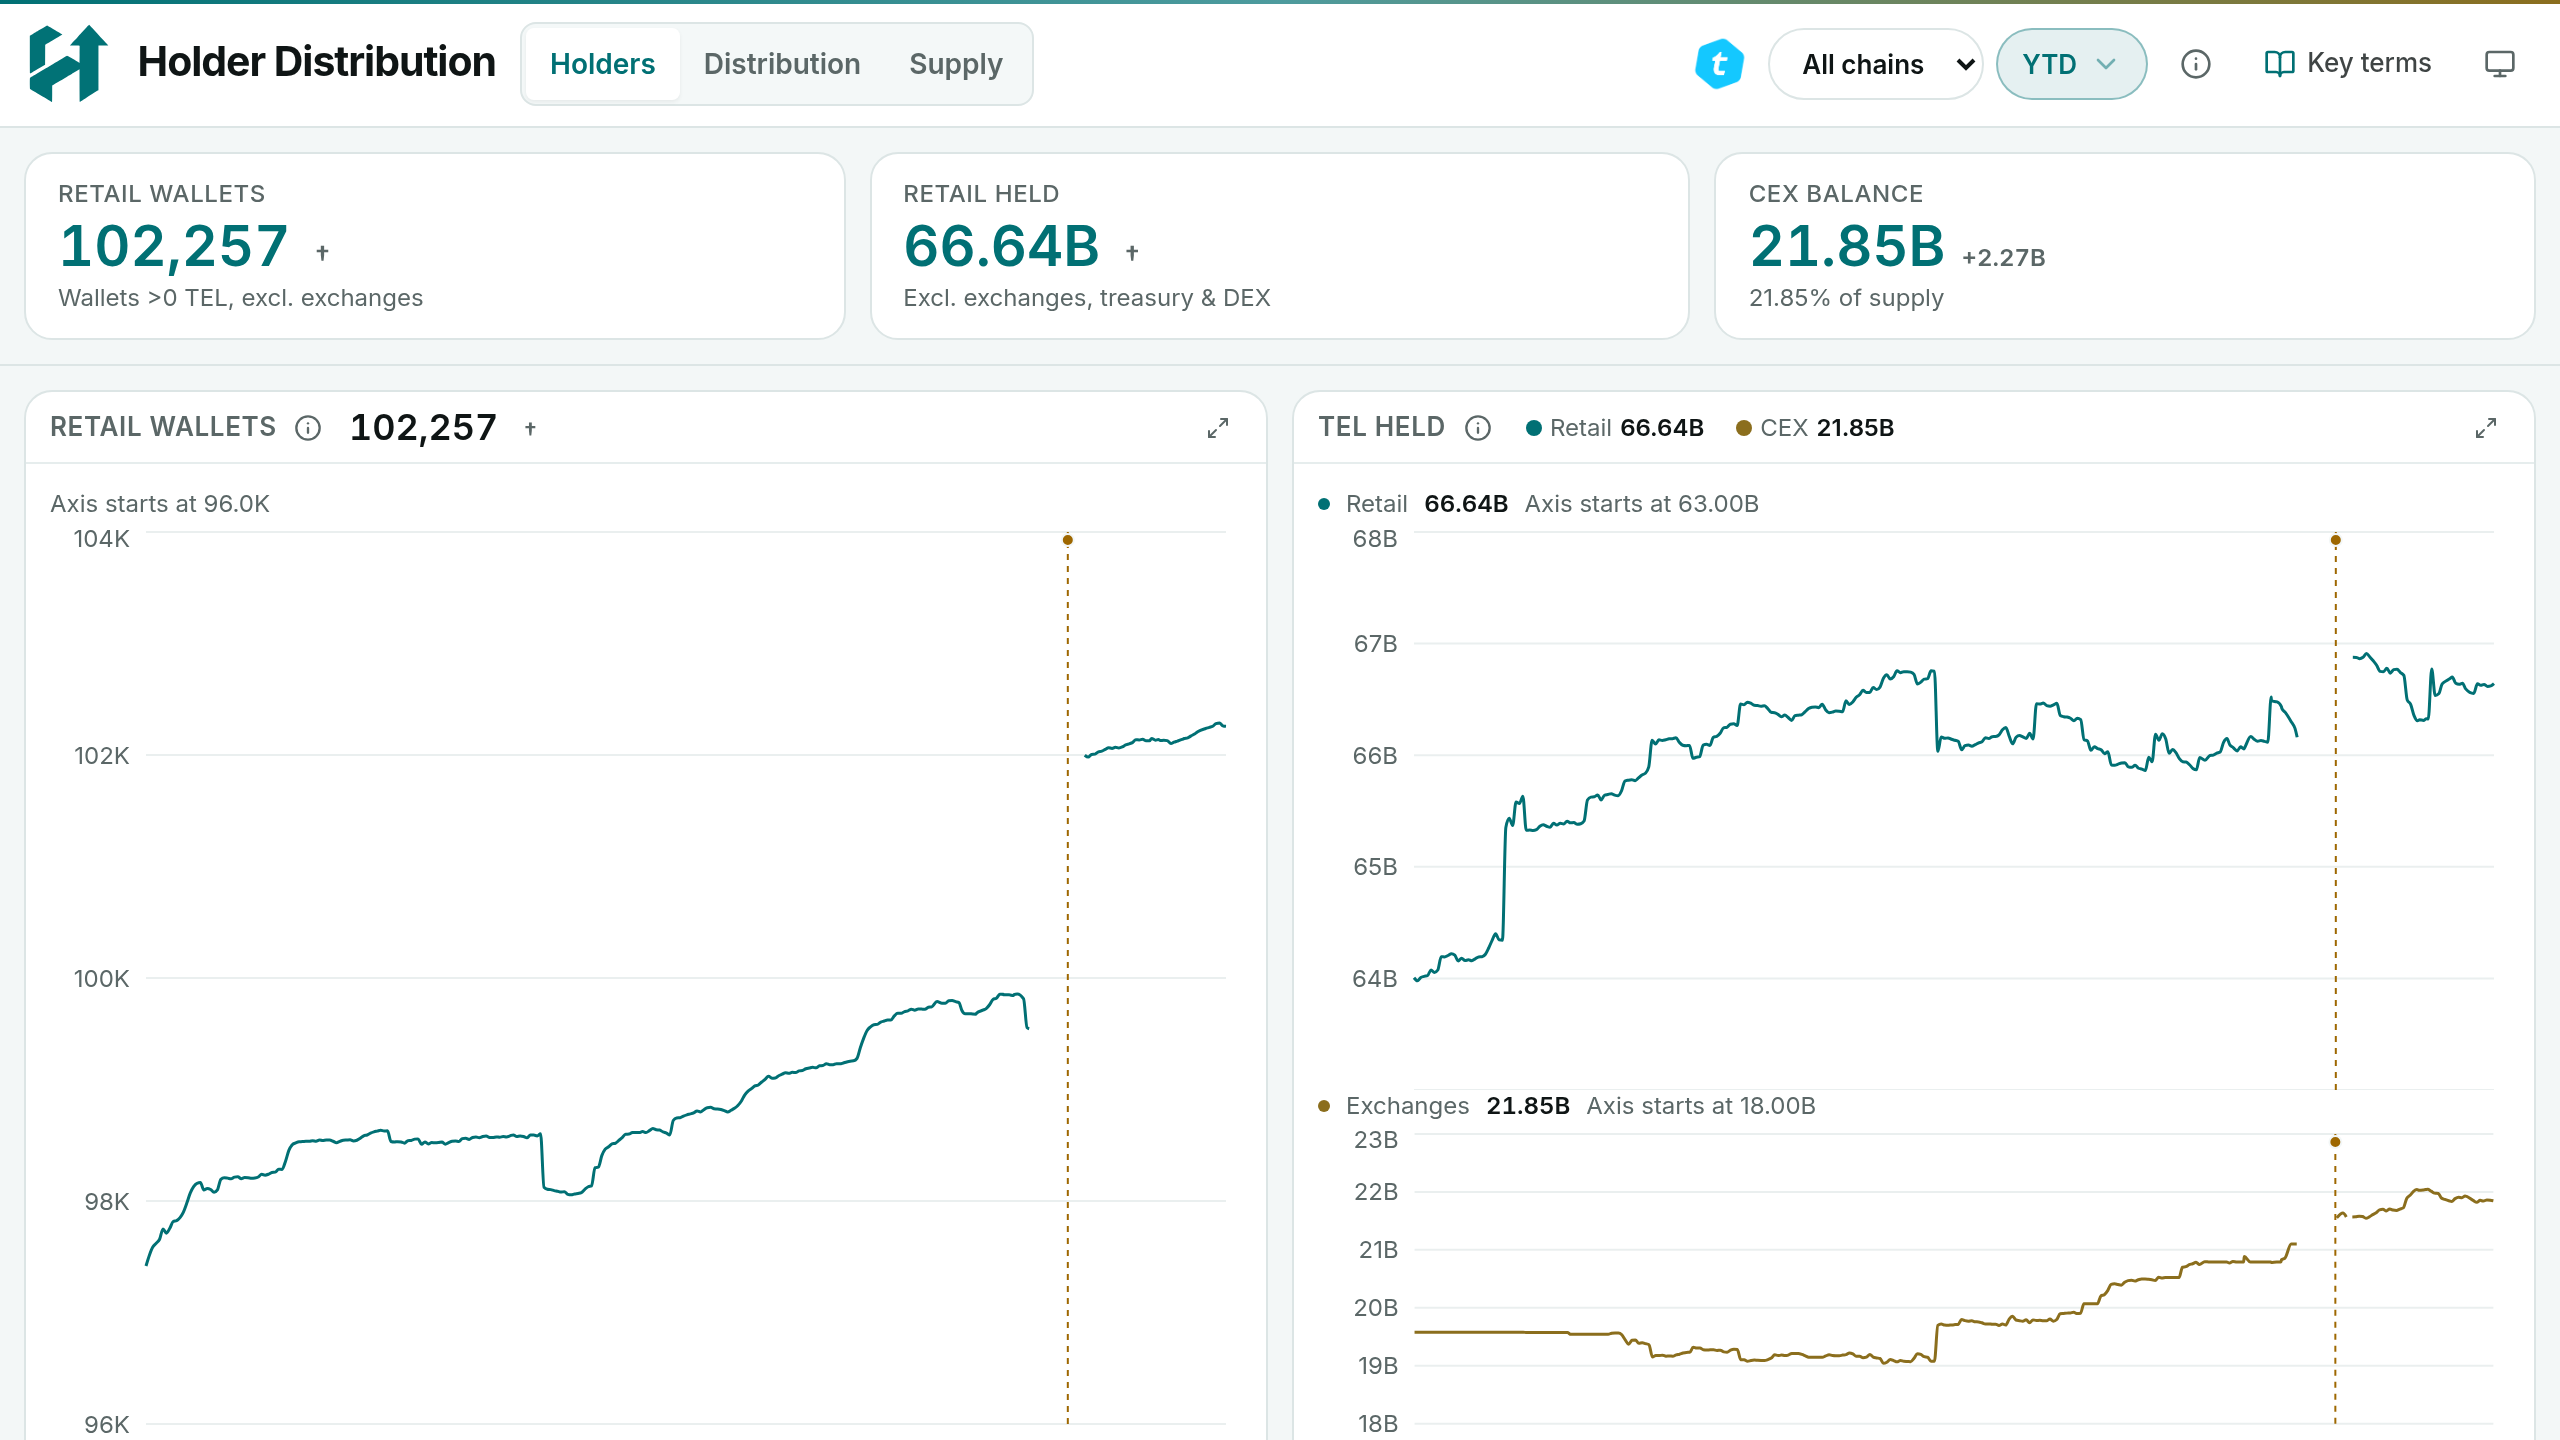 Holder Distribution
Holders
Distribution
Supply
t
All chains
YTD
Key terms
RETAIL WALLETS
102,257 †
Wallets >0 TEL, excl. exchanges
RETAIL HELD
66.64B †
Excl. exchanges, treasury & DEX
CEX BALANCE
21.85B +2.27B
21.85% of supply
RETAIL WALLETS 102,257 †
Axis starts at 96.0K
104K
102K
100K
98K
96K
TEL HELD Retail 66.64B CEX 21.85B
Retail 66.64B Axis starts at 63.00B
68B
67B
66B
65B
64B
Exchanges 21.85B Axis starts at 18.00B
23B
22B
21B
20B
19B
18B